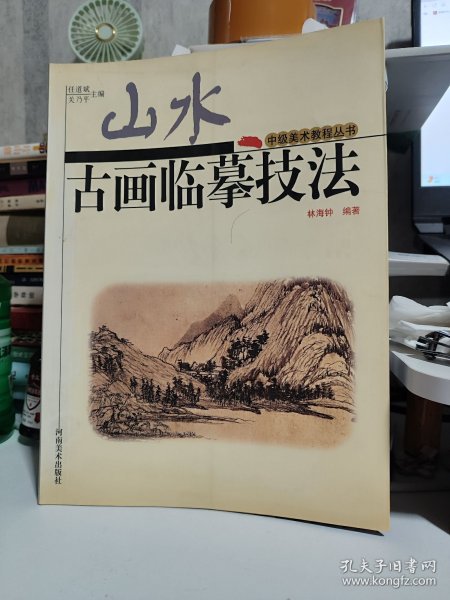 任道斌
关乃平
主编
山水
中级美术教程丛书
古画临摹技法
林海钟 编著
河南美术出版社
孔夫子旧书网
www.kongfz.com